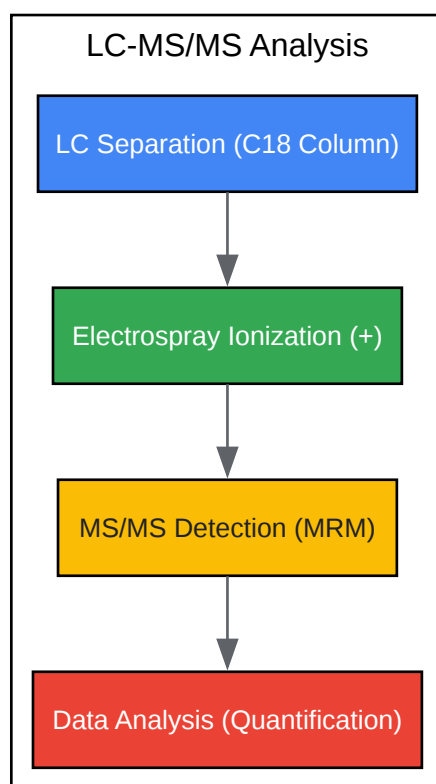 LC-MS/MS Analysis
LC Separation (C18 Column)
Electrospray Ionization (+)
MS/MS Detection (MRM)
Data Analysis (Quantification)